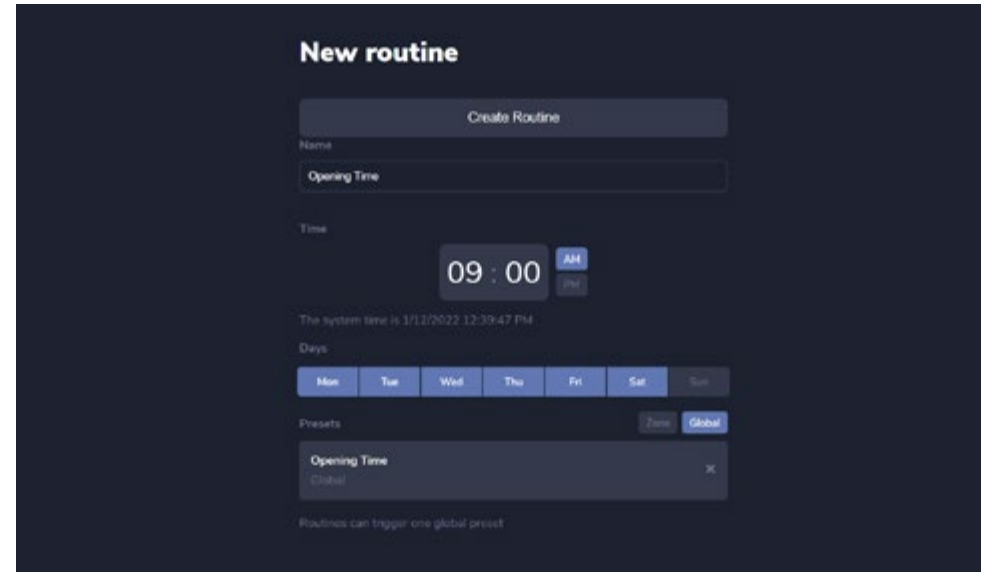 New routine
Create Routine
Name
Opening Time
Time
09 : 00
AM
PM
The system time is 1/12/2022 12:39:47 PM
Days
Mon Tue Wed Thu Fri Sat Sun
Presets Zone Global
Opening Time
Global
Routines can trigger one global preset